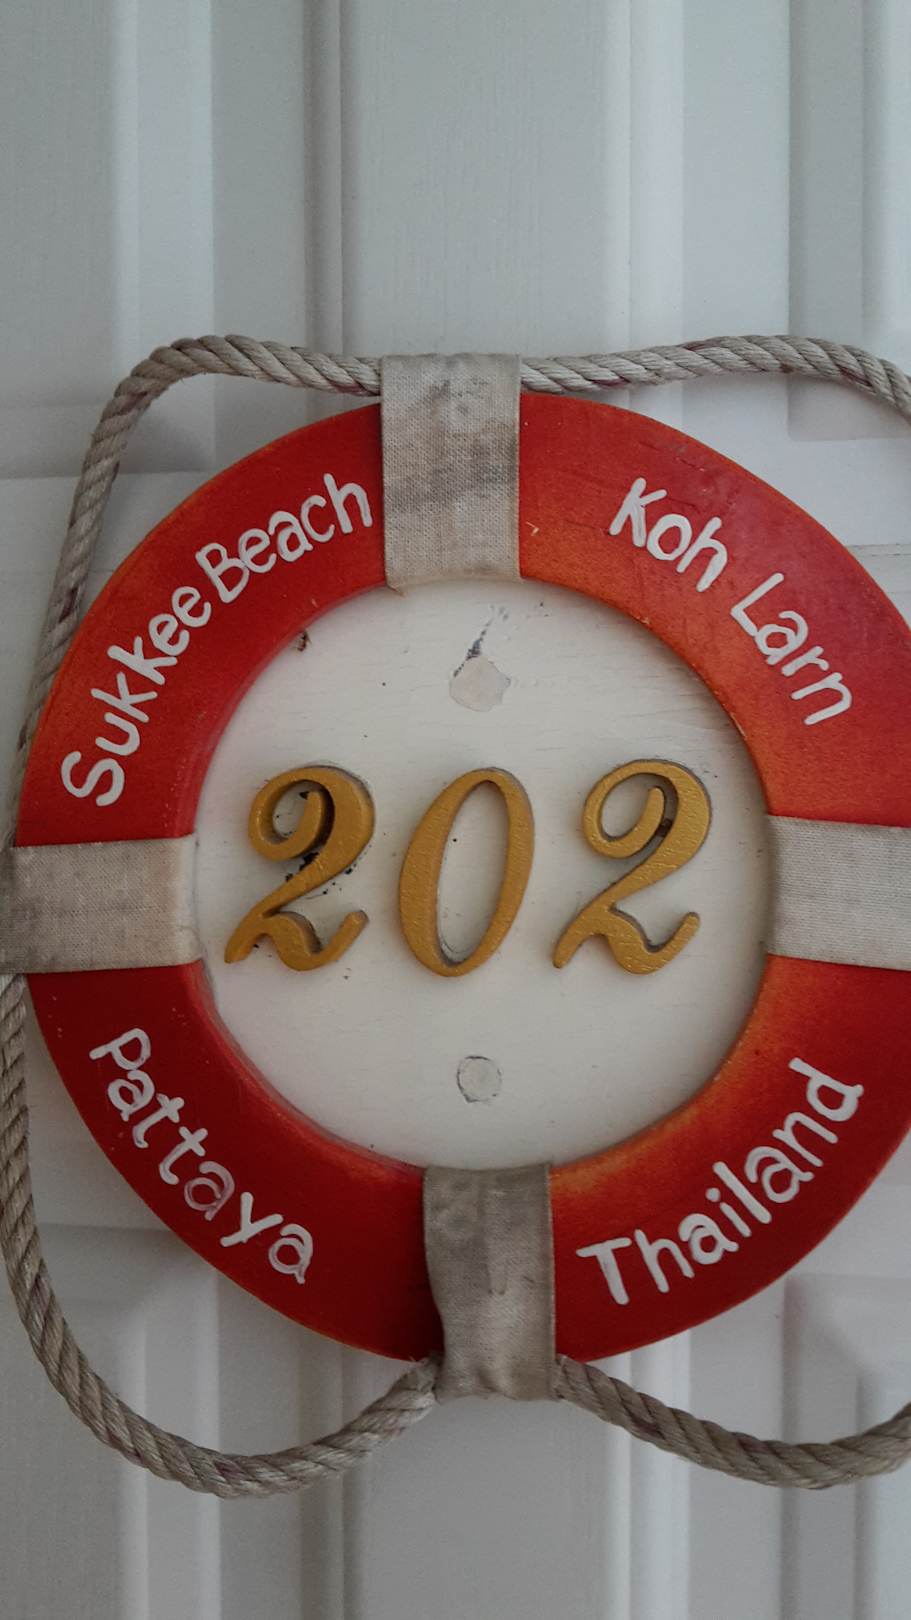 Sukkee Beach
Koh Larn
202
Pattaya
Thailand